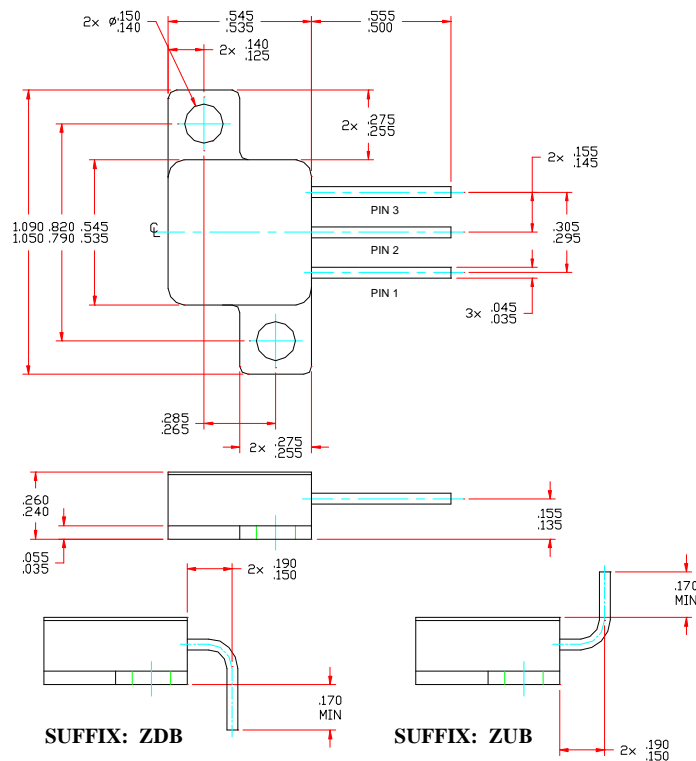 2x ø.150
.140
.545
.535
.555
.500
2x .140
.125
2x .275
.255
2x .155
.145
1.090
1.050
.820
.790
.545
.535
℄
PIN 3
PIN 2
PIN 1
.305
.295
3x .045
.035
.285
.265
2x .275
.255
.260
.240
.055
.035
.155
.135
2x .190
.150
.170
MIN
SUFFIX: ZDB
.170
MIN
SUFFIX: ZUB
2x .190
.150